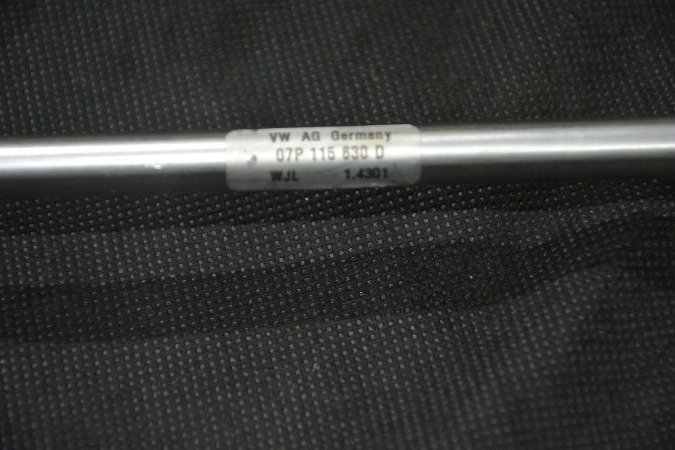 VW AG Germany
07P 115 630 D
WJL 1.4301